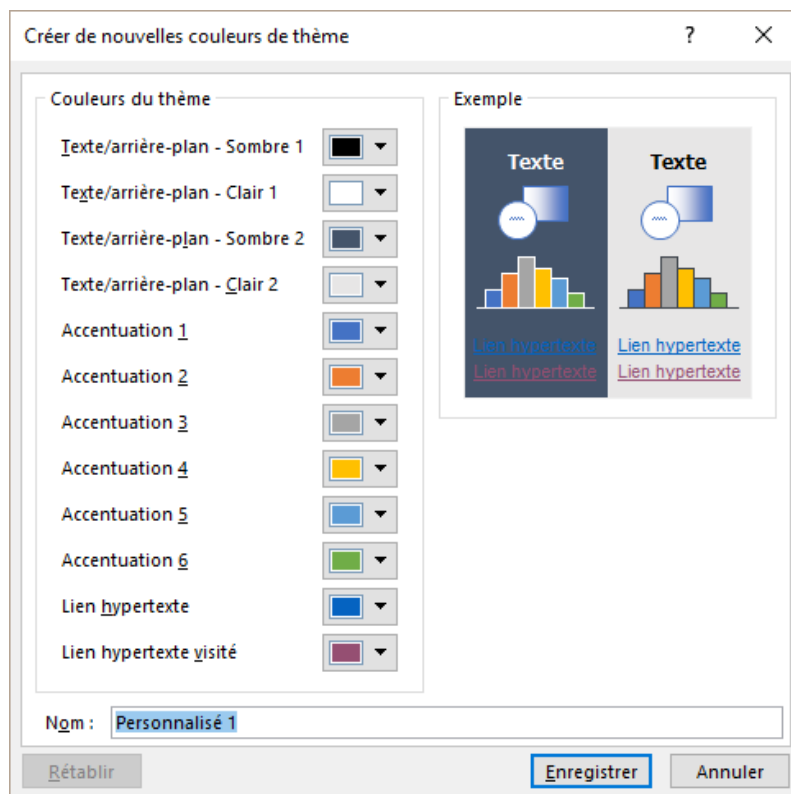 Créer de nouvelles couleurs de thème ?
Couleurs du thème
Texte/arrière-plan - Sombre 1
Texte/arrière-plan - Clair 1
Texte/arrière-plan - Sombre 2
Texte/arrière-plan - Clair 2
Accentuation 1
Accentuation 2
Accentuation 3
Accentuation 4
Accentuation 5
Accentuation 6
Lien hypertexte
Lien hypertexte visité
Exemple
Texte Texte
Lien hypertexte Lien hypertexte
Lien hypertexte Lien hypertexte
Nom : Personnalisé 1
Rétablir Enregistrer Annuler